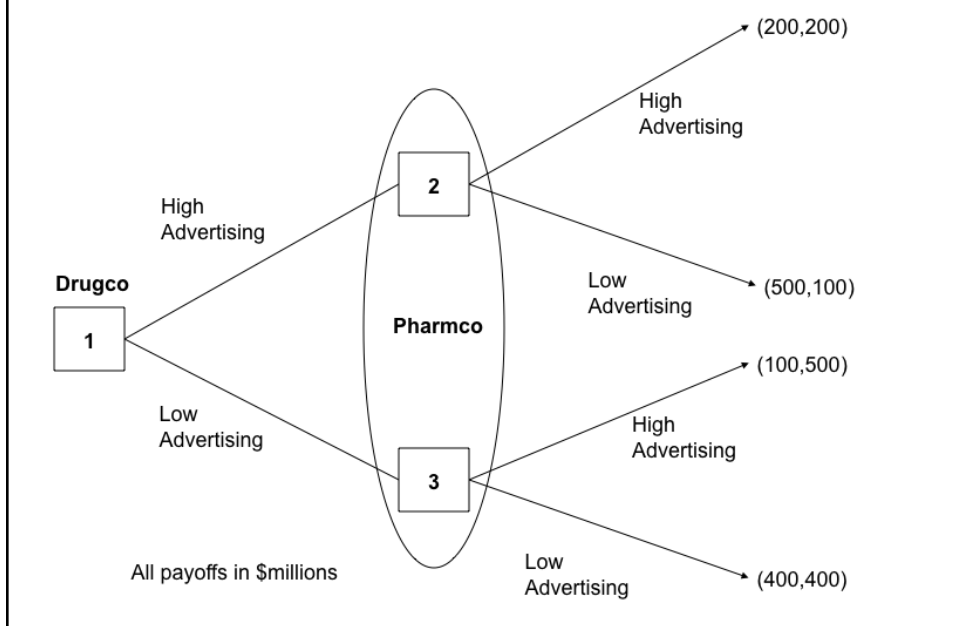 (200,200)
High
Advertising
2
High
Advertising
Drugco
Low
Advertising
(500,100)
1
Pharmco
(100,500)
Low
Advertising
High
Advertising
3
Low
Advertising
(400,400)
All payoffs in $millions